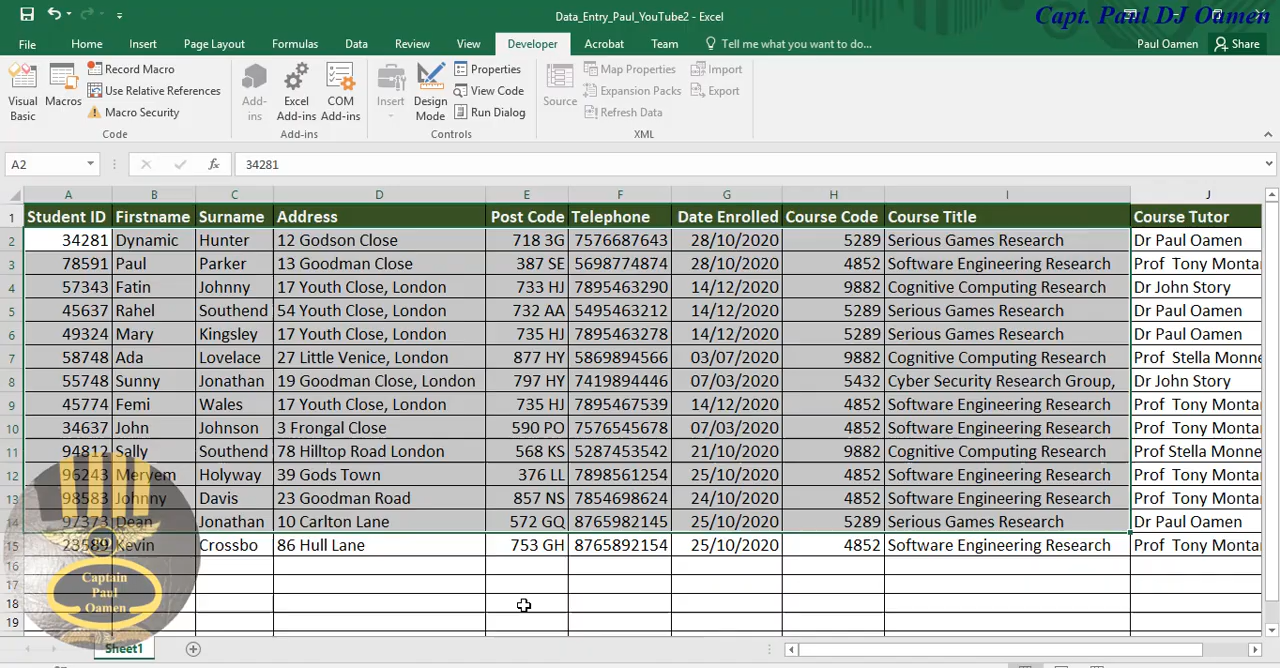 Data_Entry_Paul_YouTube2 - Excel
Capt. Paul DJ Oamen
File Home Insert Page Layout Formulas Data Review View Developer Acrobat Team Tell me what you want to do... Paul Oamen Share
Visual Basic
Macros
Record Macro
Use Relative References
Macro Security
Code
Add-ins
Excel Add-ins
COM Add-ins
Add-ins
Insert
Design Mode
Properties
View Code
Run Dialog
Controls
Source
Map Properties
Expansion Packs
Refresh Data
Import
Export
XML
A2 fx 34281
A B C D E F G H I J
1 Student ID Firstname Surname Address Post Code Telephone Date Enrolled Course Code Course Title Course Tutor
2 34281 Dynamic Hunter 12 Godson Close 718 3G 7576687643 28/10/2020 5289 Serious Games Research Dr Paul Oamen
3 78591 Paul Parker 13 Goodman Close 387 SE 5698774874 28/10/2020 4852 Software Engineering Research Prof Tony Montar
4 57343 Fatin Johnny 17 Youth Close, London 733 HJ 7895463290 14/12/2020 9882 Cognitive Computing Research Dr John Story
5 45637 Rahel Southend 54 Youth Close, London 732 AA 5495463212 14/12/2020 5289 Serious Games Research Dr Paul Oamen
6 49324 Mary Kingsley 17 Youth Close, London 735 HJ 7895463278 14/12/2020 5289 Serious Games Research Dr Paul Oamen
7 58748 Ada Lovelace 27 Little Venice, London 877 HY 5869894566 03/07/2020 9882 Cognitive Computing Research Prof Stella Monne
8 55748 Sunny Jonathan 19 Goodman Close, London 797 HY 7419894446 07/03/2020 5432 Cyber Security Research Group, Dr John Story
9 45774 Femi Wales 17 Youth Close, London 735 HJ 7895467539 14/12/2020 4852 Software Engineering Research Prof Tony Montar
10 34637 John Johnson 3 Frongal Close 590 PO 7576545678 07/03/2020 4852 Software Engineering Research Prof Tony Montar
11 94812 Sally Southend 78 Hilltop Road London 568 KS 5287453542 21/10/2020 9882 Cognitive Computing Research Prof Stella Monne
12 96243 Meryem Holyway 39 Gods Town 376 LL 7898561254 25/10/2020 4852 Software Engineering Research Prof Tony Montar
13 98583 Johnny Davis 23 Goodman Road 857 NS 7854698624 24/10/2020 4852 Software Engineering Research Prof Tony Montar
14 97373 Dean Jonathan 10 Carlton Lane 572 GQ 8765982145 25/10/2020 5289 Serious Games Research Dr Paul Oamen
15 23589 Kevin Crossbo 86 Hull Lane 753 GH 8765892154 25/10/2020 4852 Software Engineering Research Prof Tony Montar
16
17
18
19
Captain
Paul
Oamen
Sheet1